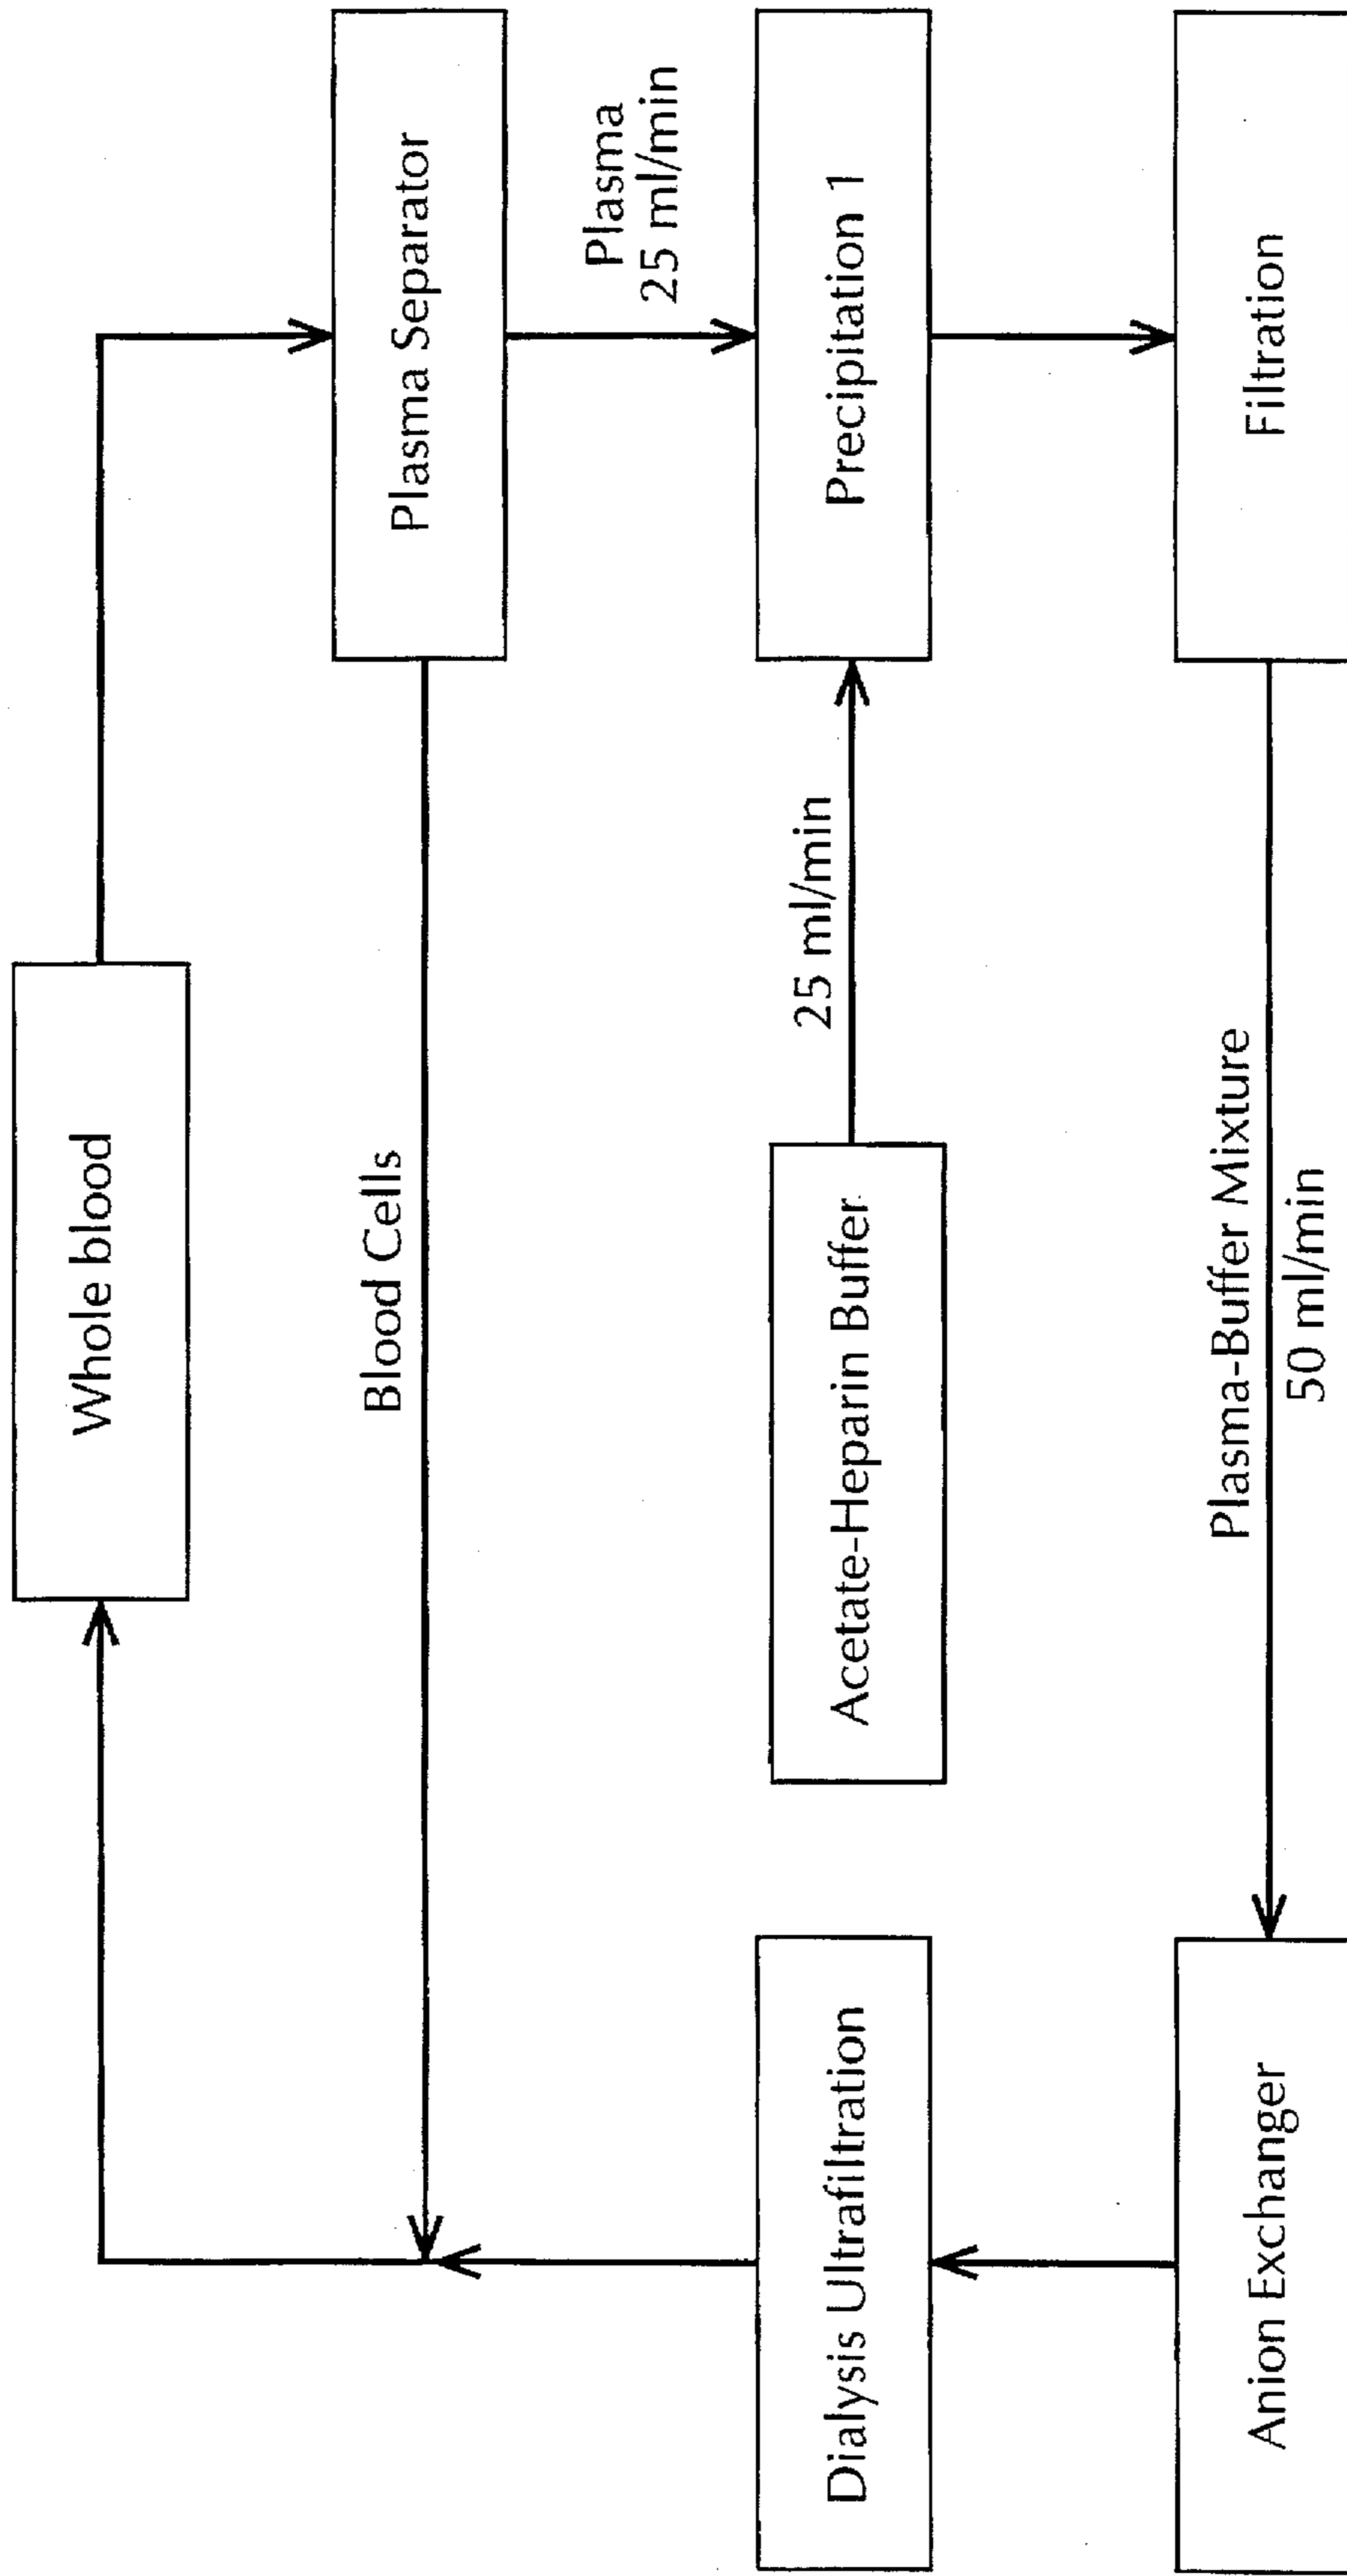 Whole blood
Plasma Separator
Blood Cells
Plasma
25 ml/min
Precipitation 1
25 ml/min
Acetate-Heparin Buffer
Dialysis Ultrafiltration
Filtration
Plasma-Buffer Mixture
50 ml/min
Anion Exchanger